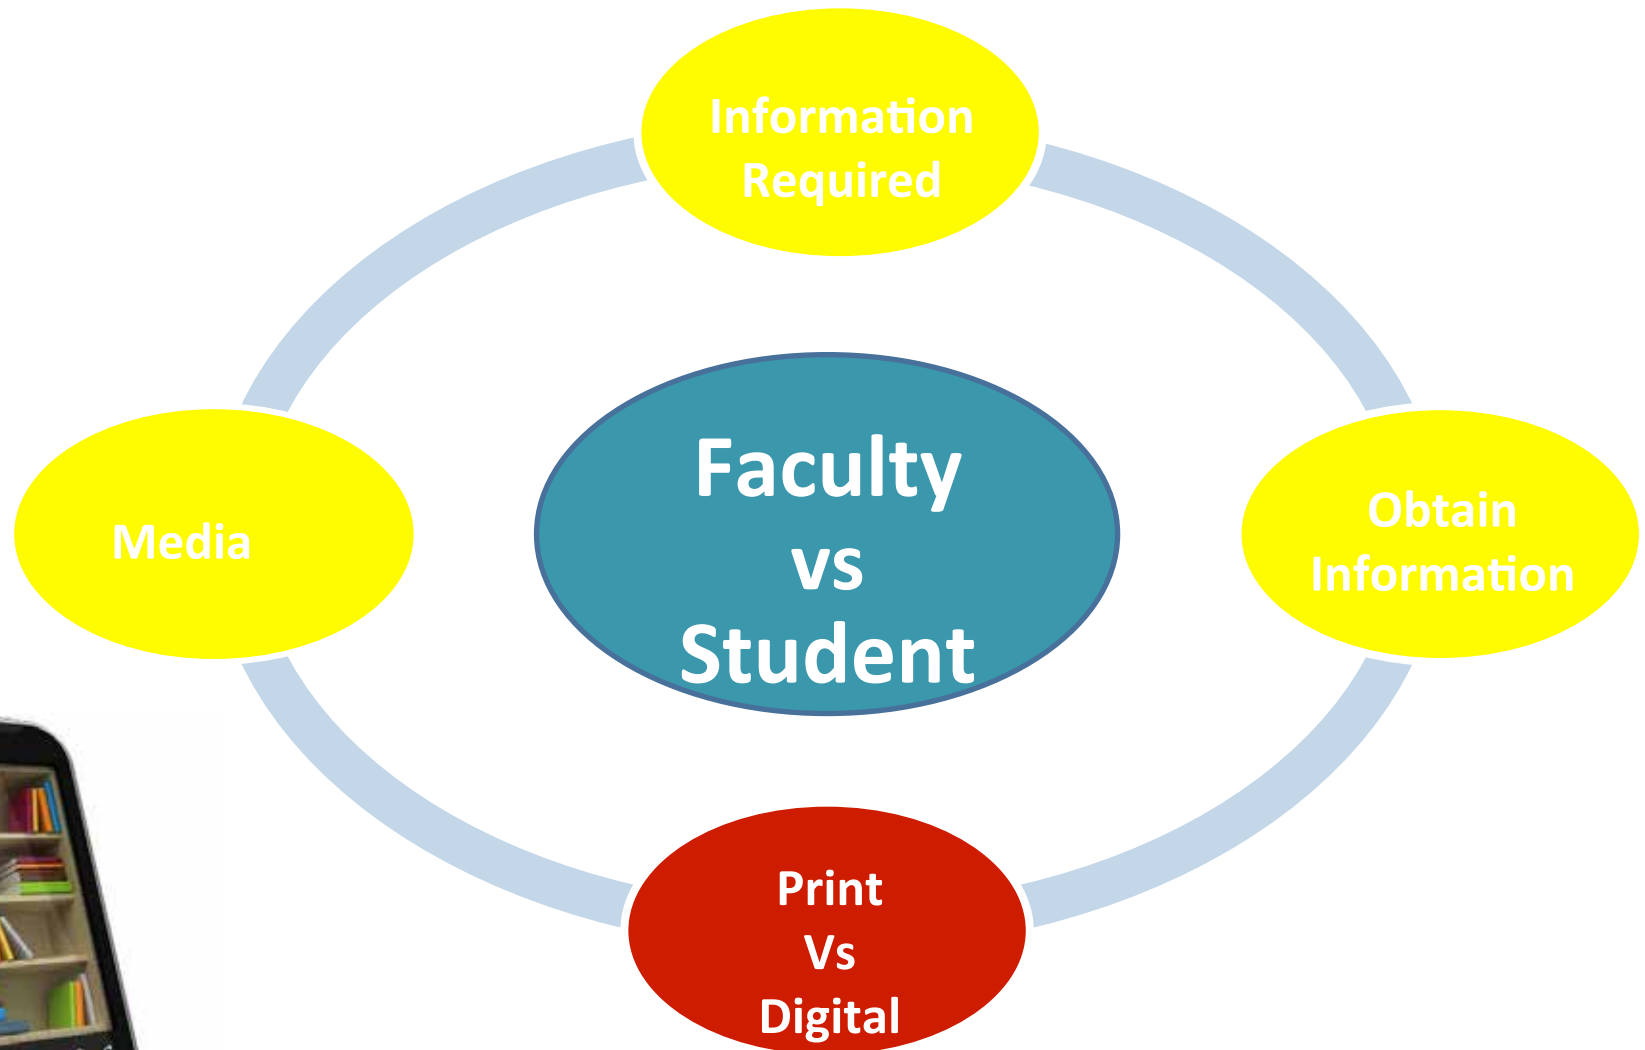 Information
Required
Faculty
vs
Student
Media
Obtain
Information
Print
Vs
Digital